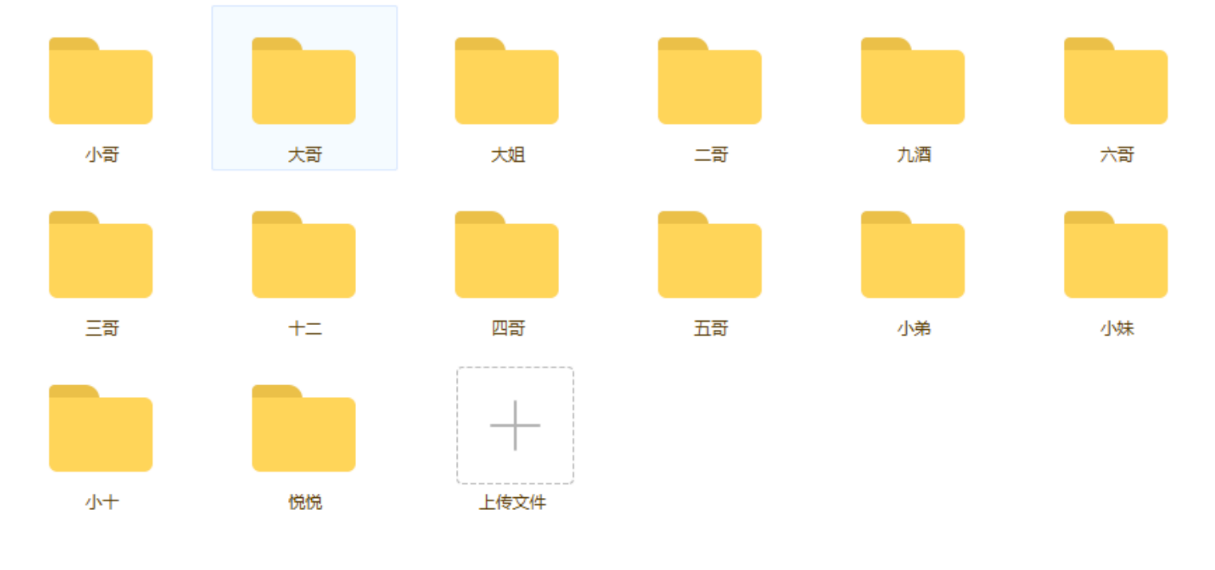 小哥
大哥
大姐
二哥
九酒
六哥
三哥
十二
四哥
五哥
小弟
小妹
小十
悦悦
上传文件